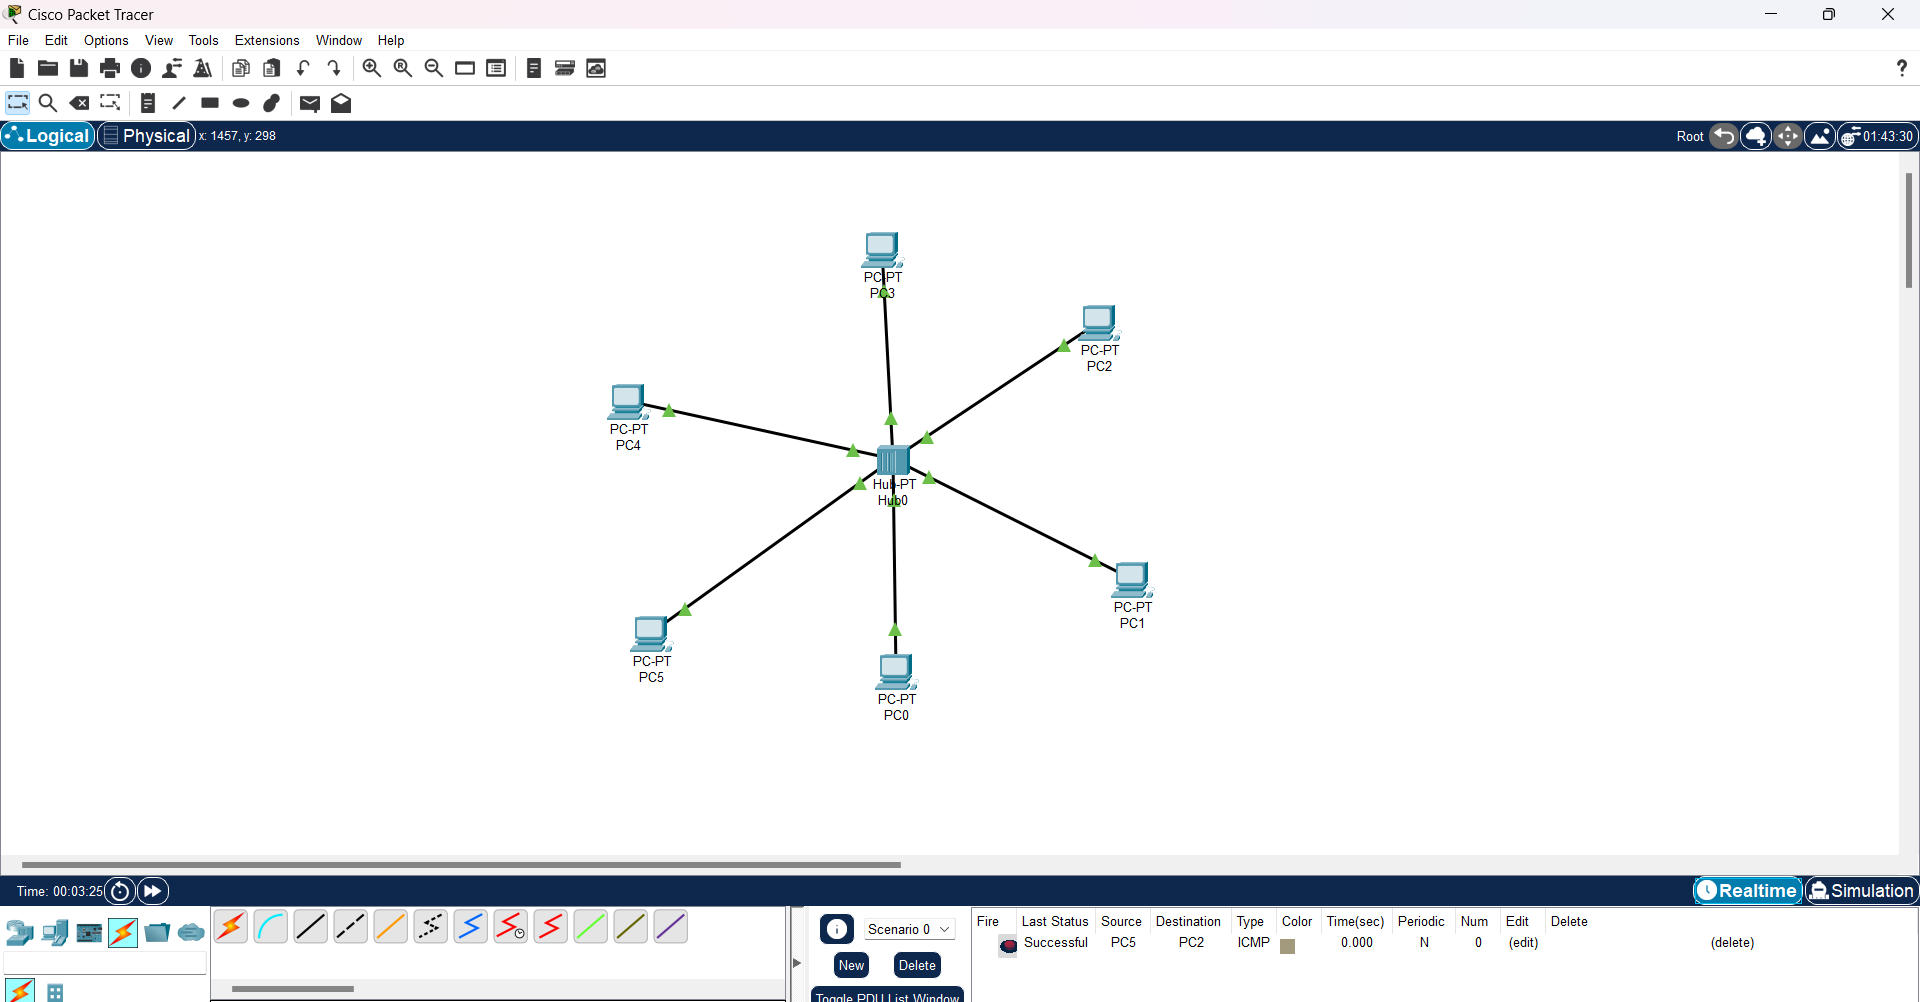 Cisco Packet Tracer
File Edit Options View Tools Extensions Window Help
Logical Physical x: 1457, y: 298 Root 01:43:30
PC-PT
PC3
PC-PT
PC2
PC-PT
PC4
Hub-PT
Hub0
PC-PT
PC1
PC-PT
PC5
PC-PT
PC0
Time: 00:03:25 Realtime Simulation
Scenario 0
New Delete
Toggle PDU List Window
Fire Last Status Source Destination Type Color Time(sec) Periodic Num Edit Delete
Successful PC5 PC2 ICMP 0.000 N 0 (edit) (delete)